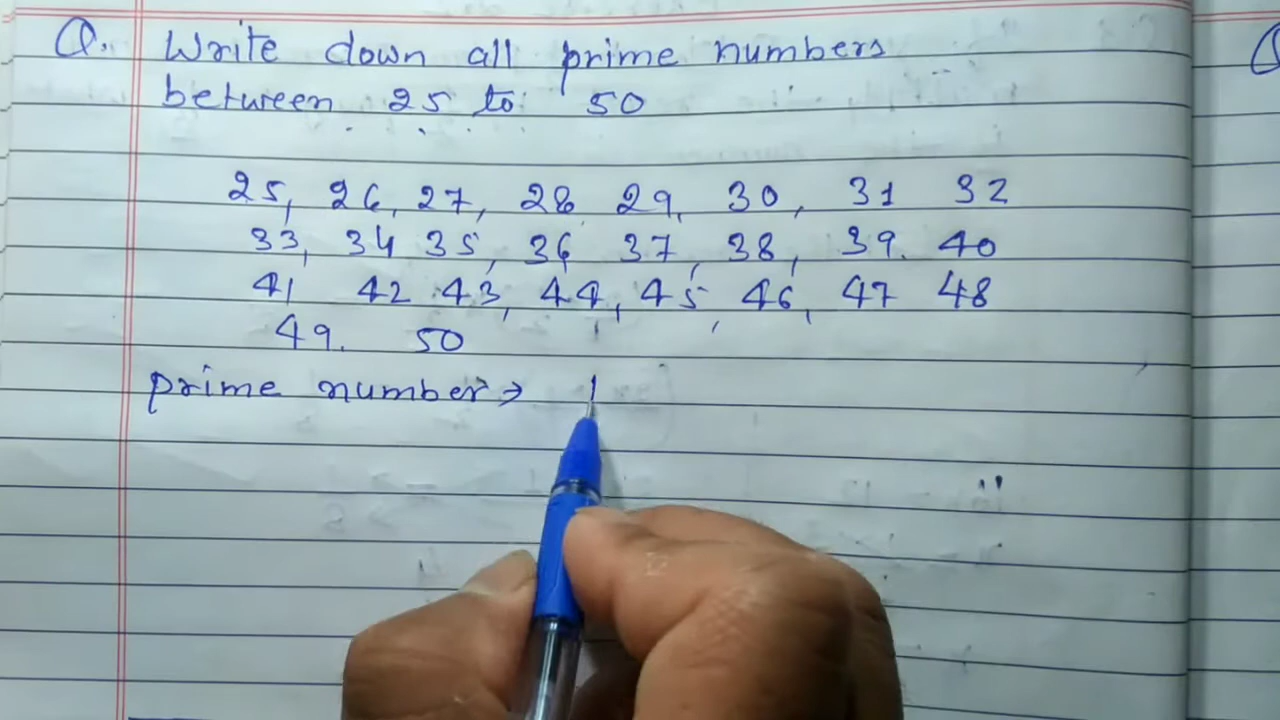 Q. Write down all prime numbers
between 25 to 50
25, 26, 27, 28 29, 30, 31 32
33, 34 35, 36 37, 38, 39. 40
41 42 43, 44, 45, 46, 47 48
49. 50
prime number → 1